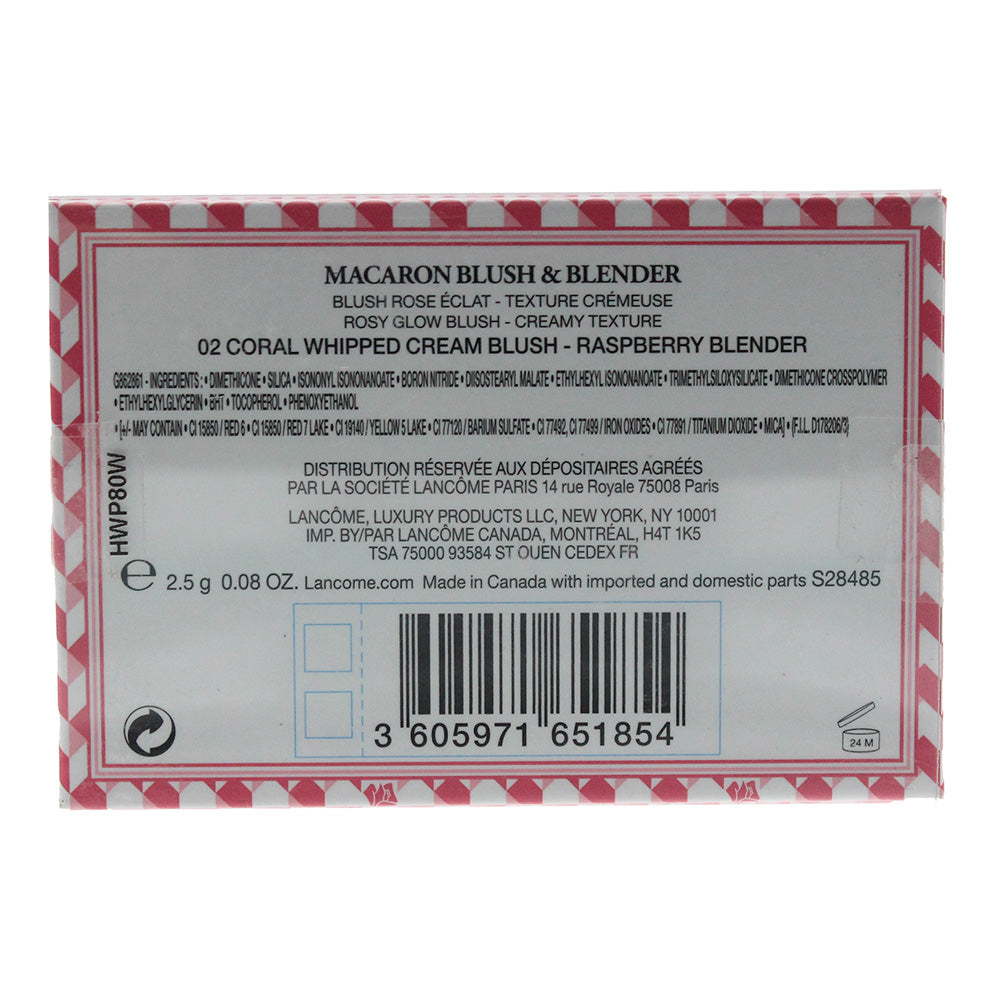 MACARON BLUSH & BLENDER
BLUSH ROSE ÉCLAT - TEXTURE CRÉMEUSE
ROSY GLOW BLUSH - CREAMY TEXTURE
02 CORAL WHIPPED CREAM BLUSH - RASPBERRY BLENDER
G862861 - INGREDIENTS : • DIMETHICONE • SILICA • ISONONYL ISONONANOATE • BORON NITRIDE • DIISOSTEARYL MALATE • ETHYLHEXYL ISONONANOATE • TRIMETHYLSILOXYSILICATE • DIMETHICONE CROSSPOLYMER
• ETHYLHEXYLGLYCERIN • BHT • TOCOPHEROL • PHENOXYETHANOL
• [+/- MAY CONTAIN • CI 15850 / RED 6 • CI 15850 / RED 7 LAKE • CI 19140 / YELLOW 5 LAKE • CI 77120 / BARIUM SULFATE • CI 77492, CI 77499 / IRON OXIDES • CI 77891 / TITANIUM DIOXIDE • MICA] • (F.I.L. D178206/3)
HWP80W
DISTRIBUTION RÉSERVÉE AUX DÉPOSITAIRES AGRÉÉS
PAR LA SOCIÉTÉ LANCÔME PARIS 14 rue Royale 75008 Paris
LANCÔME, LUXURY PRODUCTS LLC, NEW YORK, NY 10001
IMP. BY/PAR LANCÔME CANADA, MONTRÉAL, H4T 1K5
TSA 75000 93584 ST OUEN CEDEX FR
℮ 2.5 g 0.08 OZ. Lancome.com Made in Canada with imported and domestic parts S28485
3 605971 651854
24 M